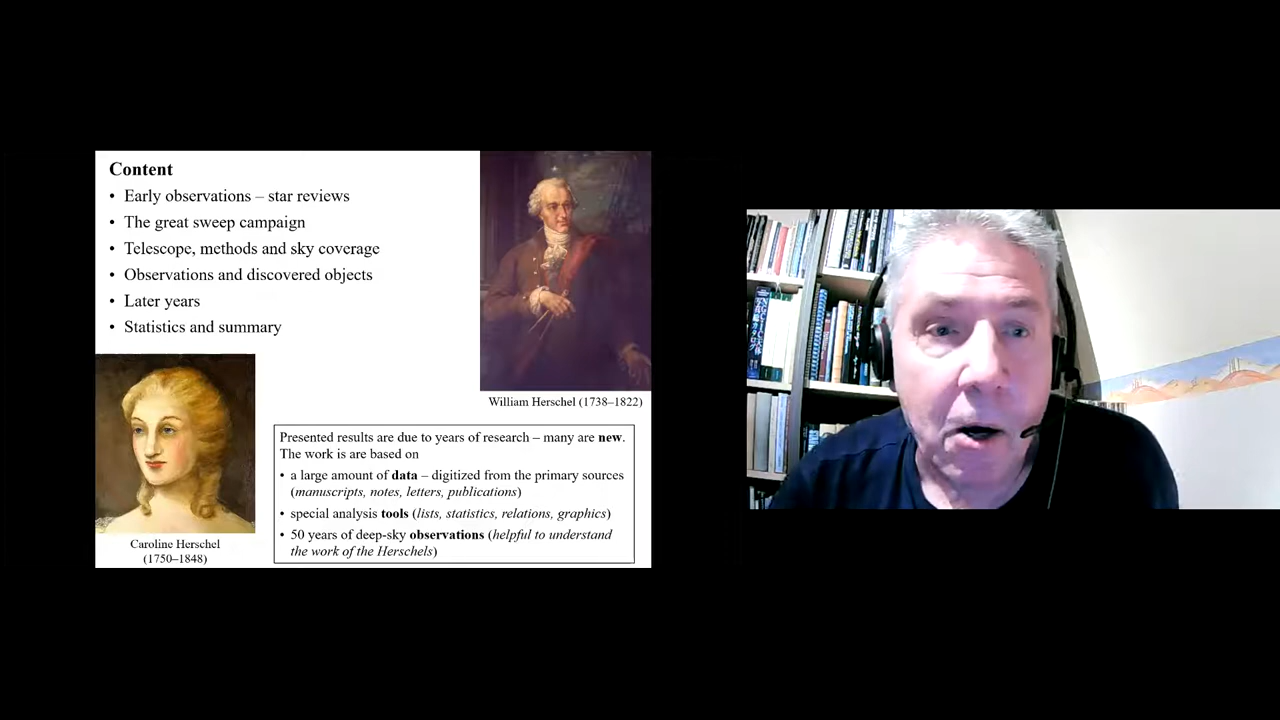 Content
• Early observations – star reviews
• The great sweep campaign
• Telescope, methods and sky coverage
• Observations and discovered objects
• Later years
• Statistics and summary
William Herschel (1738–1822)
Caroline Herschel
(1750–1848)
Presented results are due to years of research – many are new.
The work is are based on
• a large amount of data – digitized from the primary sources
(manuscripts, notes, letters, publications)
• special analysis tools (lists, statistics, relations, graphics)
• 50 years of deep-sky observations (helpful to understand
the work of the Herschels)